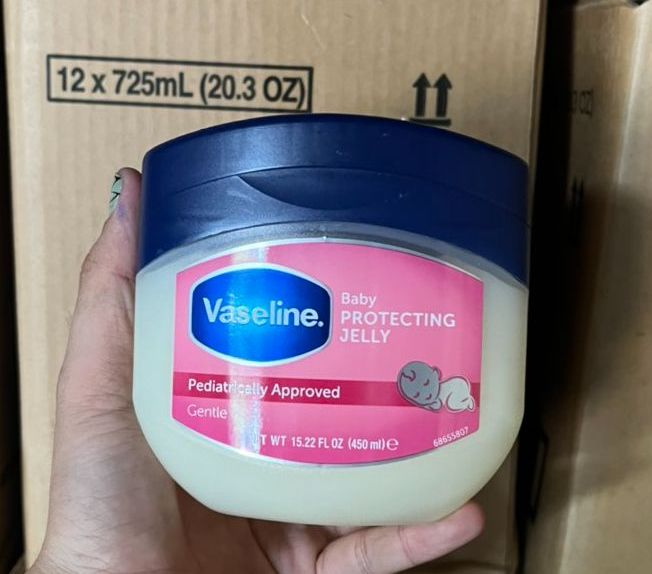 12 x 725mL (20.3 OZ)
Vaseline.
Baby
PROTECTING
JELLY
Pediatrically Approved
Gentle
WT 15.22 FL OZ (450 ml) e
68655807